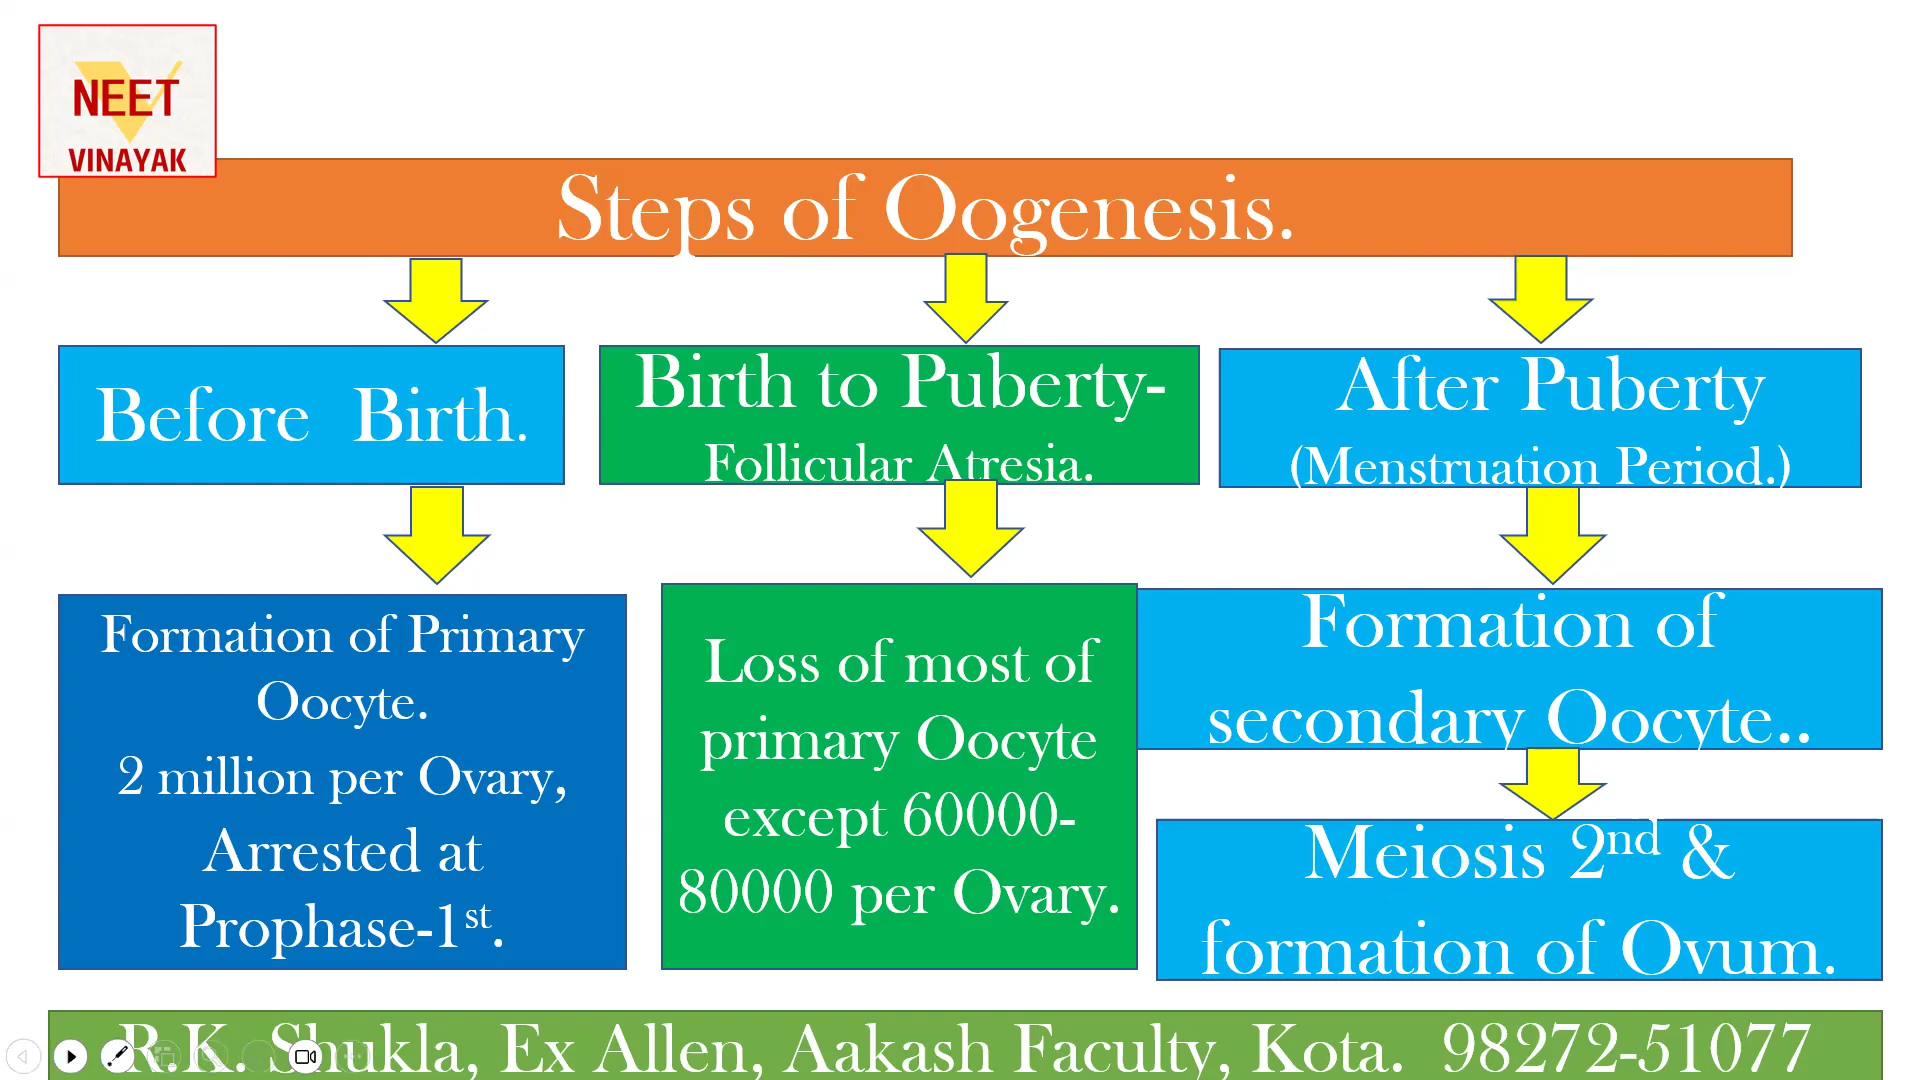 NEET
VINAYAK
Steps of Oogenesis.
Before Birth.
Birth to Puberty-
Follicular Atresia.
After Puberty
(Menstruation Period.)
Formation of Primary
Oocyte.
2 million per Ovary,
Arrested at
Prophase-1st.
Loss of most of
primary Oocyte
except 60000-
80000 per Ovary.
Formation of
secondary Oocyte..
Meiosis 2nd &
formation of Ovum.
R.K. Shukla, Ex Allen, Aakash Faculty, Kota. 98272-51077